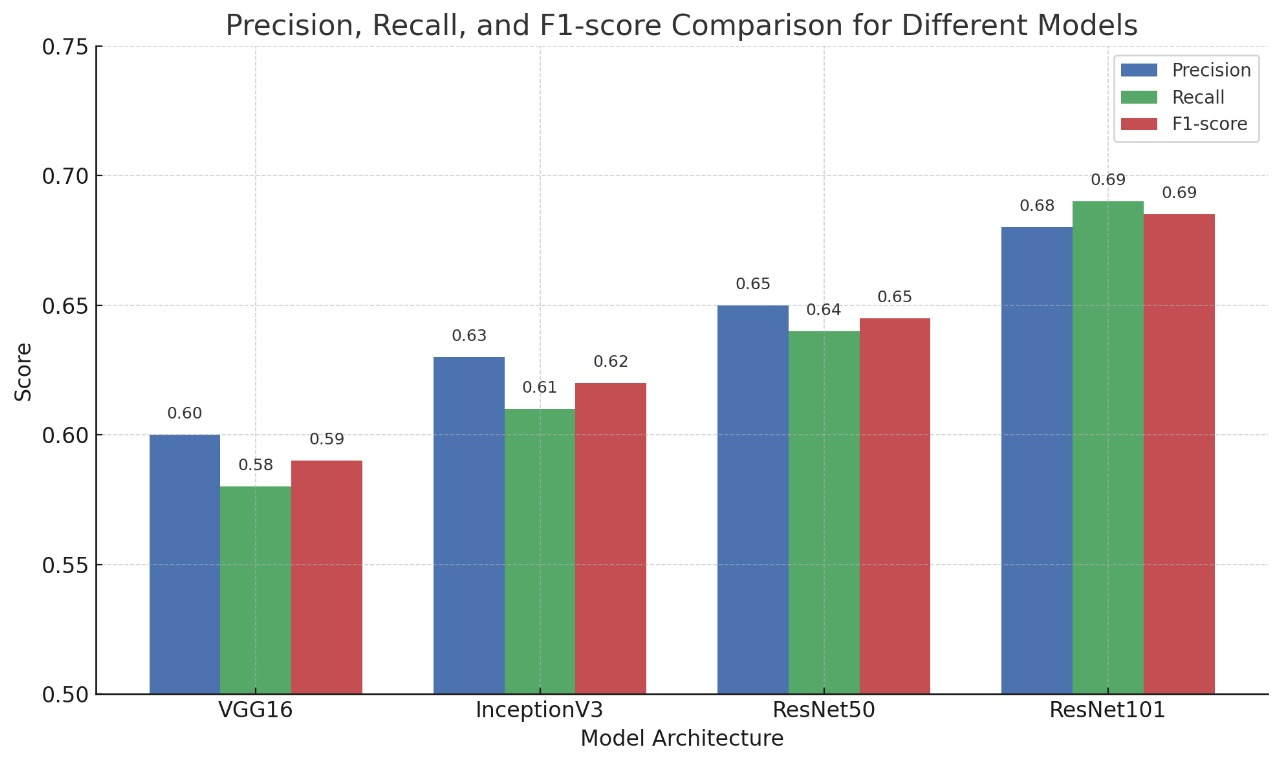 Precision, Recall, and F1-score Comparison for Different Models
0.75
0.70
0.65
0.60
0.55
0.50
Score
Precision
Recall
F1-score
0.60
0.58
0.59
0.63
0.61
0.62
0.65
0.64
0.65
0.68
0.69
0.69
VGG16
InceptionV3
ResNet50
ResNet101
Model Architecture